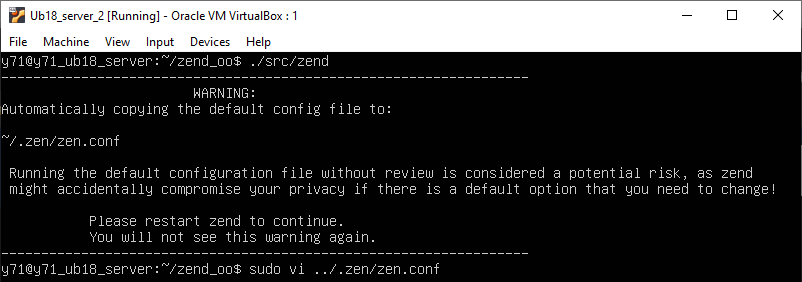 Ub18_server_2 [Running] - Oracle VM VirtualBox : 1
File Machine View Input Devices Help
y71@y71_ub18_server:~/zend_oo$ ./src/zend
------------------------------------------------------------------
WARNING:
Automatically copying the default config file to:
~/.zen/zen.conf
Running the default configuration file without review is considered a potential risk, as zend
might accidentally compromise your privacy if there is a default option that you need to change!
Please restart zend to continue.
You will not see this warning again.
------------------------------------------------------------------
y71@y71_ub18_server:~/zend_oo$ sudo vi ../.zen/zen.conf